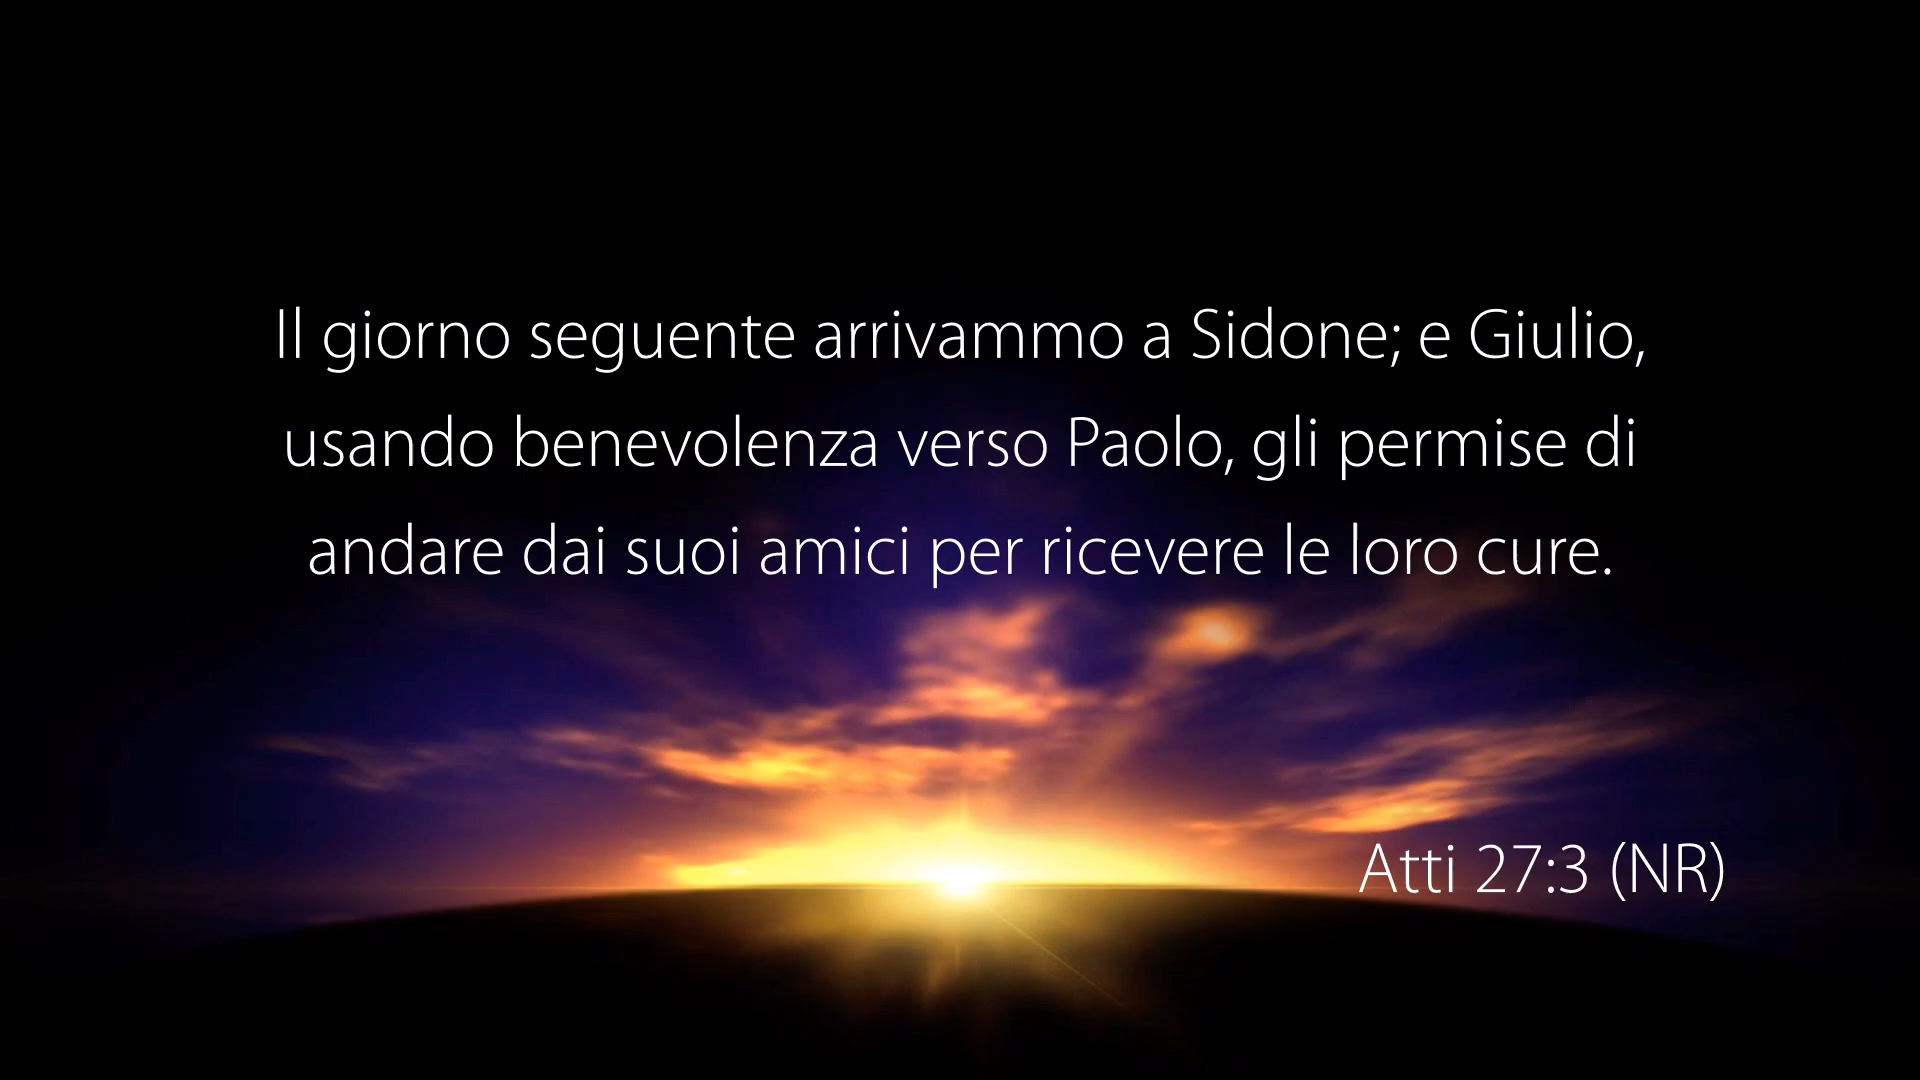 Il giorno seguente arrivammo a Sidone; e Giulio,
usando benevolenza verso Paolo, gli permise di
andare dai suoi amici per ricevere le loro cure.
Atti 27:3 (NR)